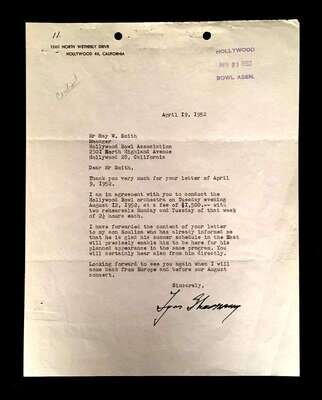 11.
1260 NORTH WETHERLY DRIVE
HOLLYWOOD 46, CALIFORNIA
HOLLYWOOD
APR 21 1952
BOWL ASSN.
April 19, 1952
Mr Ray W. Smith
Manager
Hollywood Bowl Association
2301 North Highland Avenue
Hollywood 28, California
Dear Mr Smith,
Thank you very much for your letter of April
9, 1952.
I am in agreement with you to conduct the
Hollywood Bowl orchestra on Tuesday evening
August 12, 1952, at a fee of $1,500.-- with
two rehearsals Monday and Tuesday of that week
of 2½ hours each.
I have forwarded the content of your letter
to my son Soulima who has already informed me
that he is glad his summer schedule in the East
will precisely enable him to be here for his
planned appearance in the same program. You
will certainly hear also from him directly.
Looking forward to see you again when I will
come back from Europe and before our August
concert.
Sincerely,